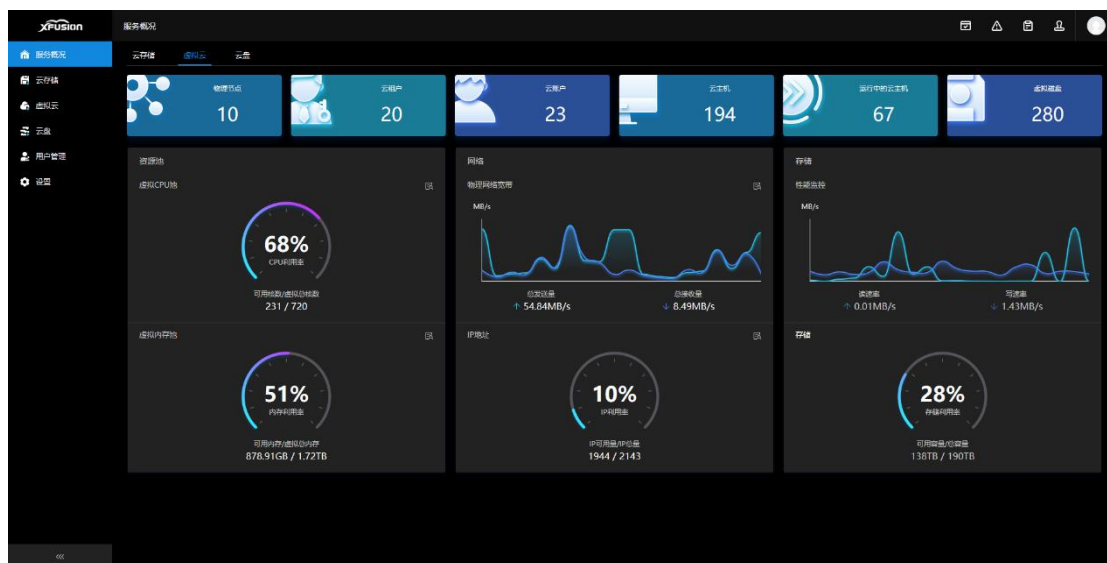 XFUSION
服务概况
服务概况
云存储
虚拟云
云盘
用户管理
设置
云存储 虚拟云 云盘
物理节点
10
云租户
20
云账户
23
云主机
194
运行中的云主机
67
虚拟磁盘
280
资源池
虚拟CPU池
68%
CPU利用率
可用核数/虚拟总核数
231 / 720
网络
物理网络宽带
MB/s
总发送量
↑ 54.84MB/s
总接收量
↓ 8.49MB/s
存储
性能监控
MB/s
读速率
↑ 0.01MB/s
写速率
↓ 1.43MB/s
虚拟内存池
51%
内存利用率
可用内存/虚拟总内存
878.91GB / 1.72TB
IP地址
10%
IP利用率
IP可用量/IP总量
1944 / 2143
存储
28%
存储利用率
可用容量/总容量
138TB / 190TB